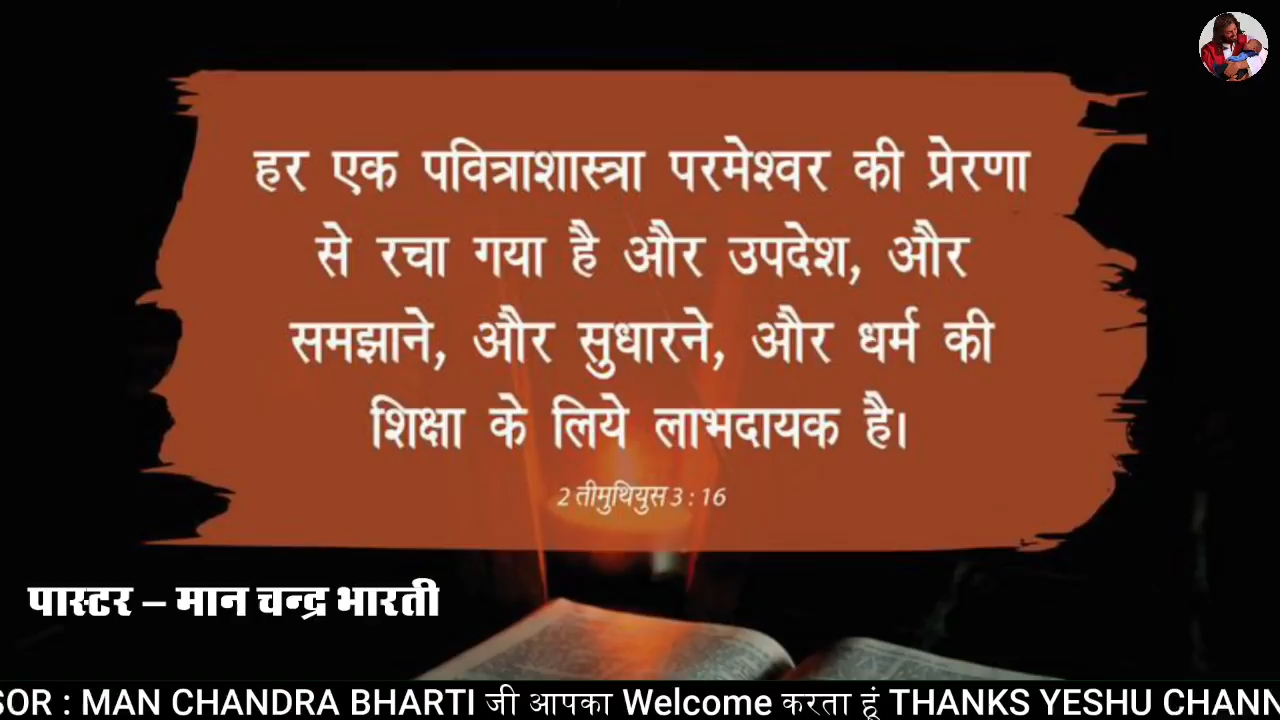 हर एक पवित्राशास्त्रा परमेश्वर की प्रेरणा
से रचा गया है और उपदेश, और
समझाने, और सुधारने, और धर्म की
शिक्षा के लिये लाभदायक है।
2 तीमुथियुस 3 : 16
पास्टर – मान चन्द्र भारती
SOR : MAN CHANDRA BHARTI जी आपका Welcome करता हूं THANKS YESHU CHANN